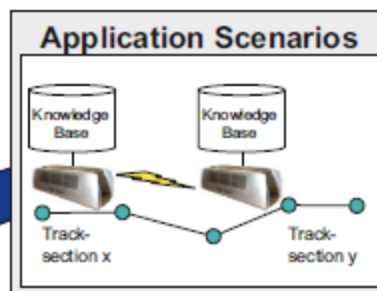 Application Scenarios
Knowledge
Base
Knowledge
Base
Track-
section x
Track-
section y